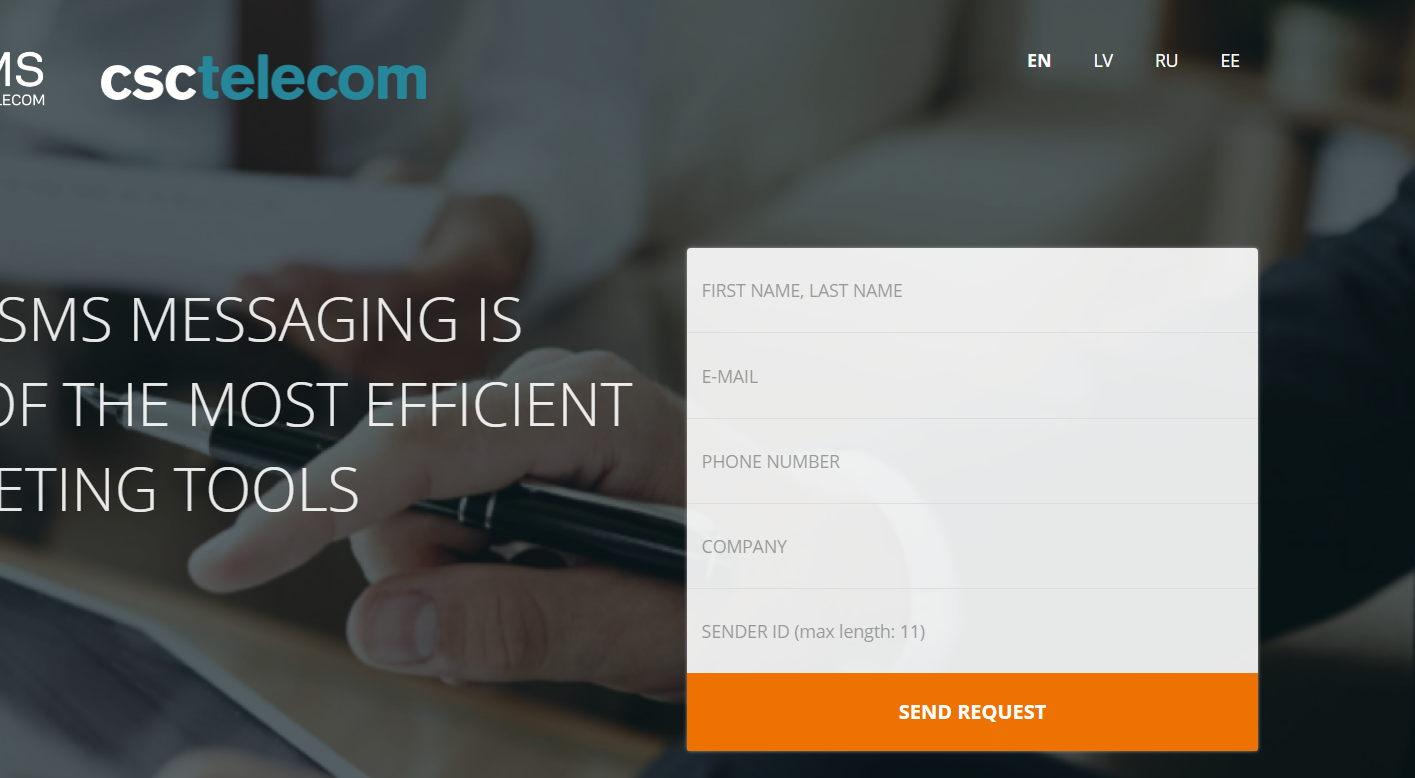 MS
csctelecom
EN
LV
RU
EE
LECOM
SMS MESSAGING IS
OF THE MOST EFFICIENT
ETING TOOLS
FIRST NAME, LAST NAME
E-MAIL
PHONE NUMBER
COMPANY
SENDER ID (max length: 11)
SEND REQUEST